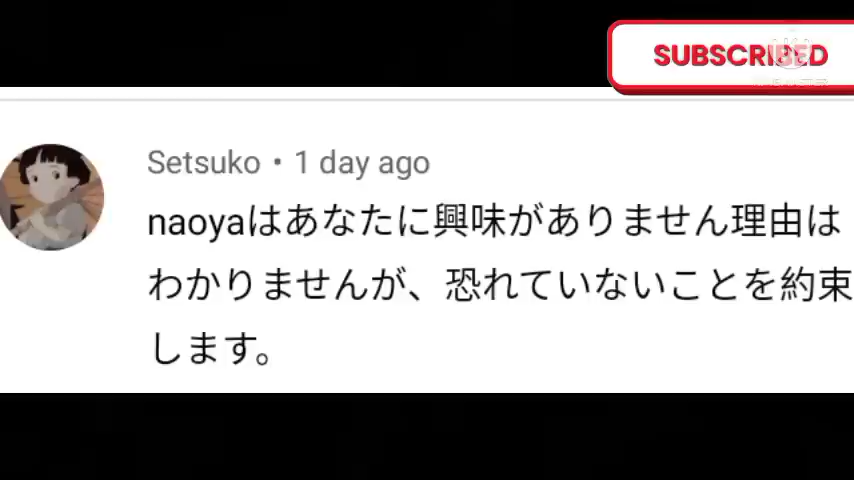 SUBSCRIBED
Setsuko • 1 day ago
naoyaはあなたに興味がありません理由は
わかりませんが、恐れていないことを約束
します。